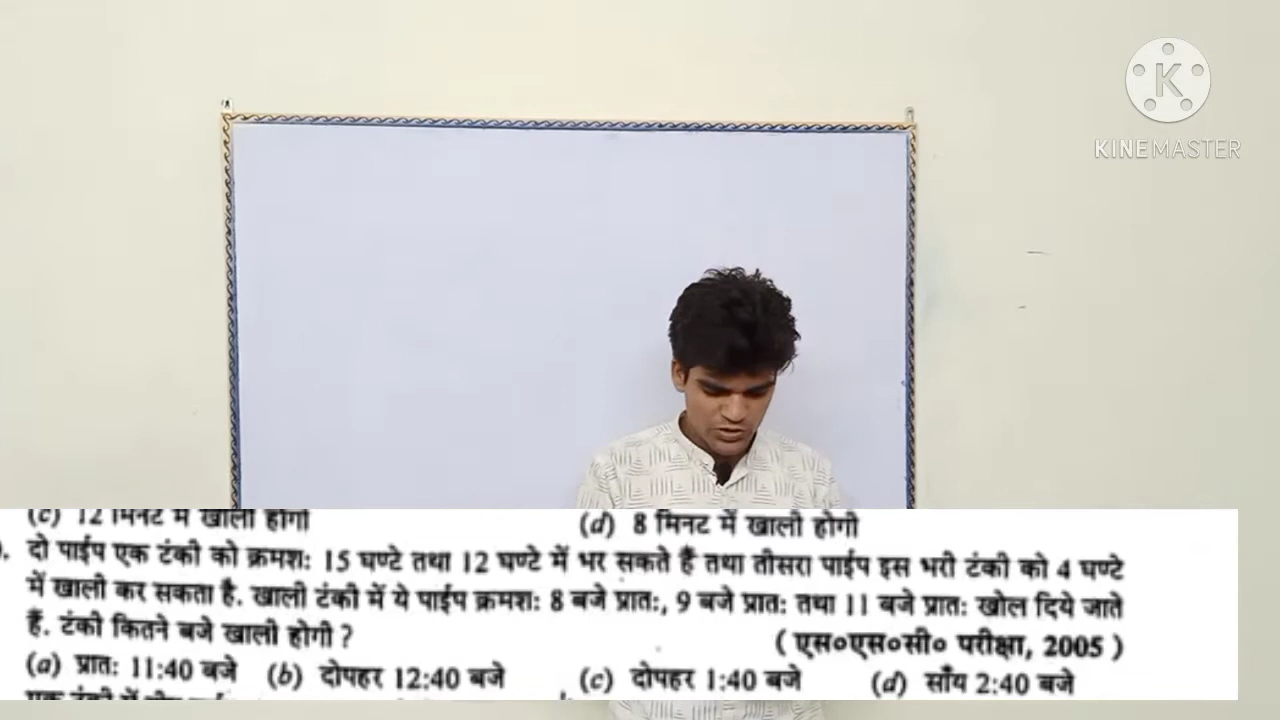 K
KINEMASTER
(c) 12 मिनट में खाली होगी (d) 8 मिनट में खाली होगी
. दो पाईप एक टंकी को क्रमश: 15 घण्टे तथा 12 घण्टे में भर सकते हैं तथा तीसरा पाईप इस भरी टंकी को 4 घण्टे
में खाली कर सकता है. खाली टंकी में ये पाईप क्रमश: 8 बजे प्रात:, 9 बजे प्रात: तथा 11 बजे प्रात: खोल दिये जाते
हैं. टंकी कितने बजे खाली होगी ? ( एस०एस०सी० परीक्षा, 2005 )
(a) प्रात: 11:40 बजे (b) दोपहर 12:40 बजे (c) दोपहर 1:40 बजे (d) साँय 2:40 बजे
एक टंकी में